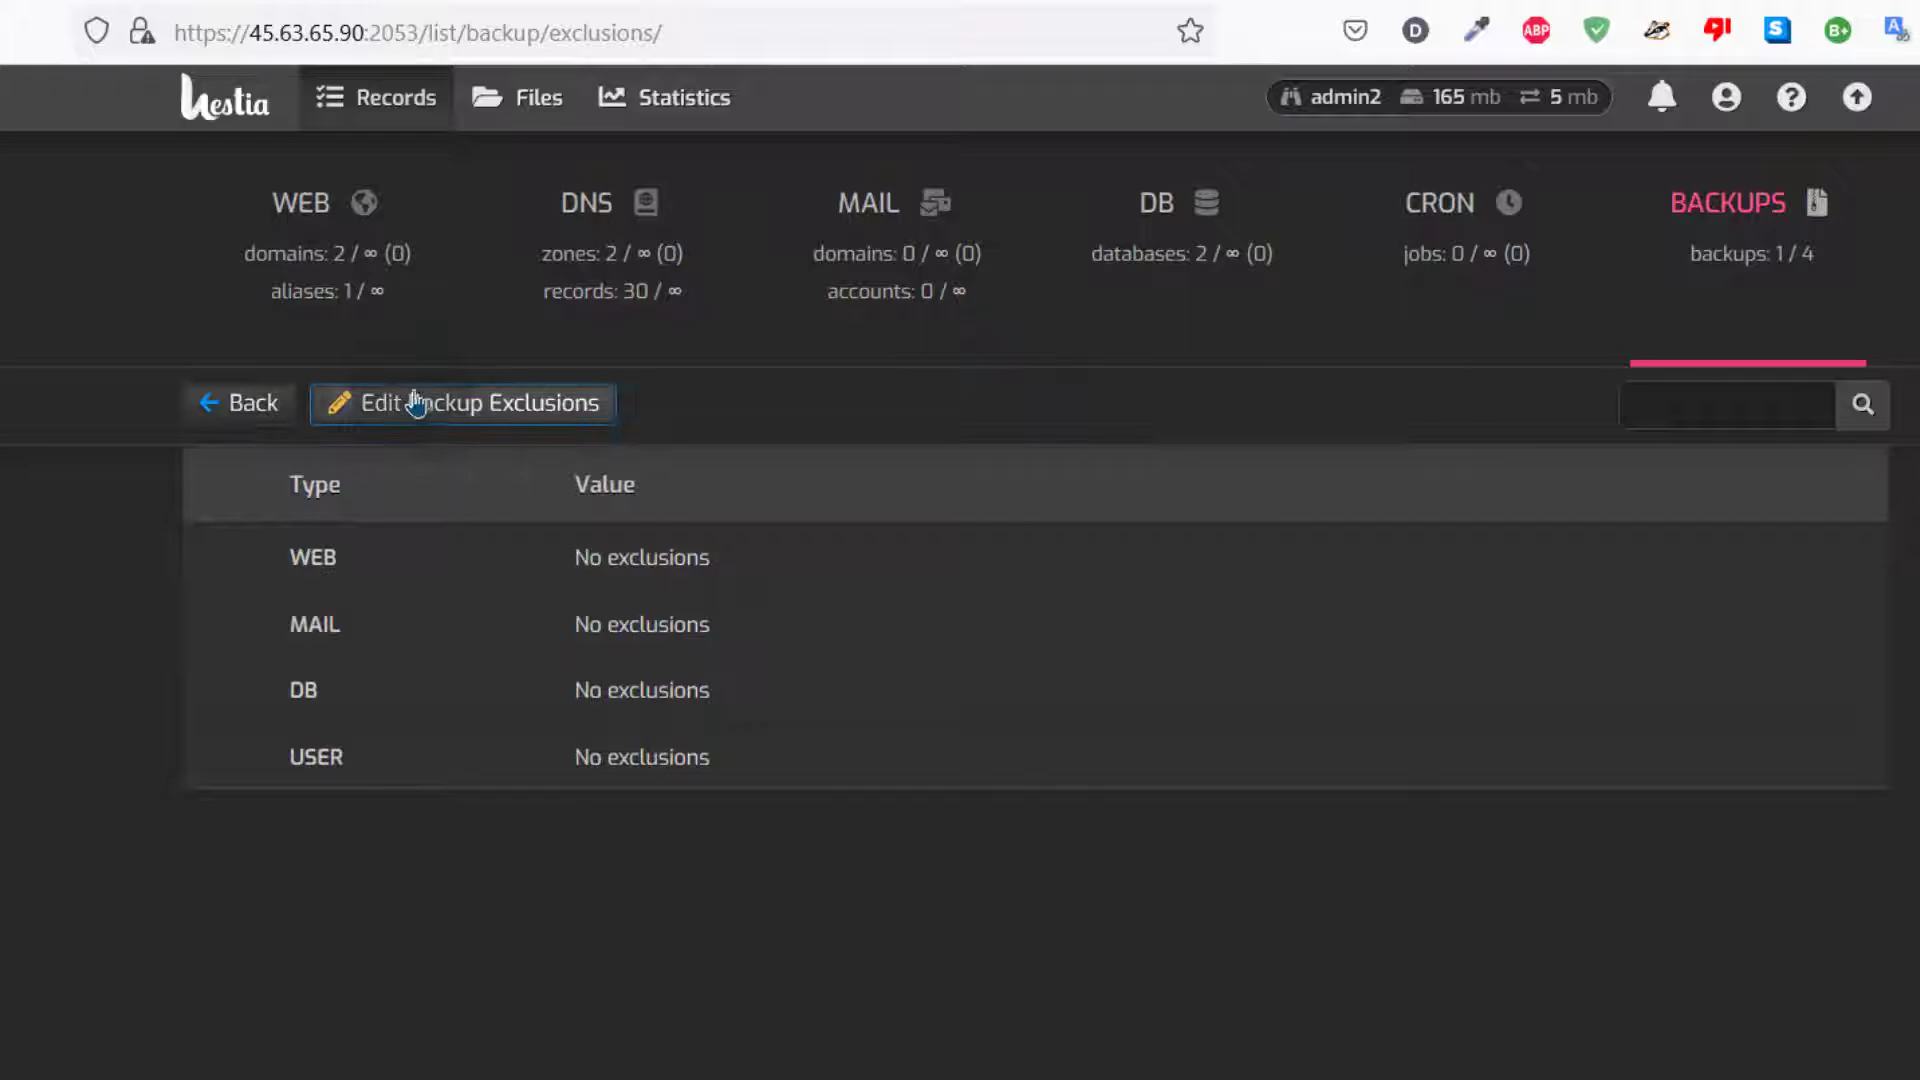 https://45.63.65.90:2053/list/backup/exclusions/
D
ABP
S
B+
A
Hestia
Records
Files
Statistics
admin2 165 mb 5 mb
WEB
DNS
MAIL
DB
CRON
BACKUPS
domains: 2 / ∞ (0)
zones: 2 / ∞ (0)
domains: 0 / ∞ (0)
databases: 2 / ∞ (0)
jobs: 0 / ∞ (0)
backups: 1 / 4
aliases: 1 / ∞
records: 30 / ∞
accounts: 0 / ∞
Back
Edit Backup Exclusions
Type Value
WEB No exclusions
MAIL No exclusions
DB No exclusions
USER No exclusions